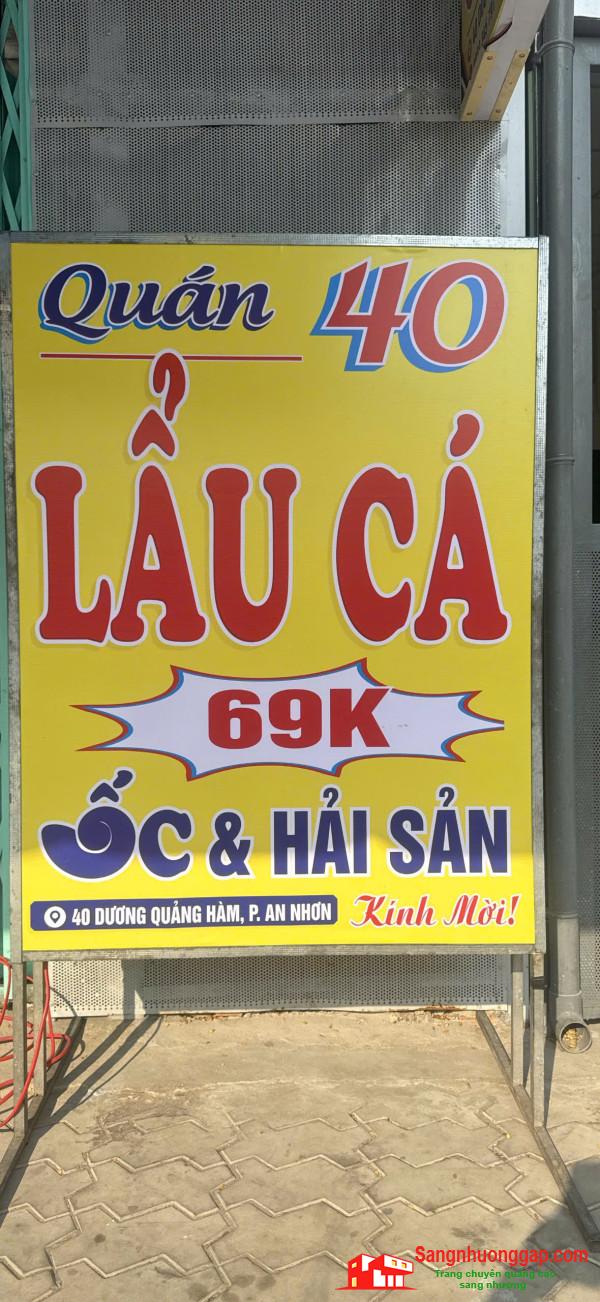 Quán 40
LẨU CÁ
69K
ỐC & HẢI SẢN
40 DƯƠNG QUẢNG HÀM, P. AN NHƠN
Kính Mời!
Sangnhuonggap.com
Trang chuyên quảng cáo
sang nhượng